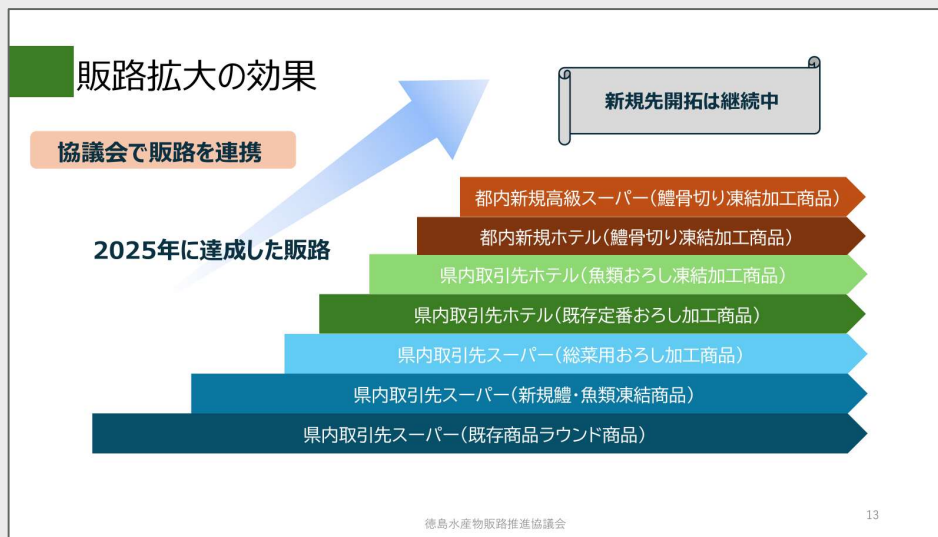 販路拡大の効果
新規先開拓は継続中
協議会で販路を連携
2025年に達成した販路
都内新規高級スーパー(鱧骨切り凍結加工商品)
都内新規ホテル(鱧骨切り凍結加工商品)
県内取引先ホテル(魚類おろし凍結加工商品)
県内取引先ホテル(既存定番おろし加工商品)
県内取引先スーパー(総菜用おろし加工商品)
県内取引先スーパー(新規鱧・魚類凍結商品)
県内取引先スーパー(既存商品ラウンド商品)
徳島水産物販路推進協議会
13